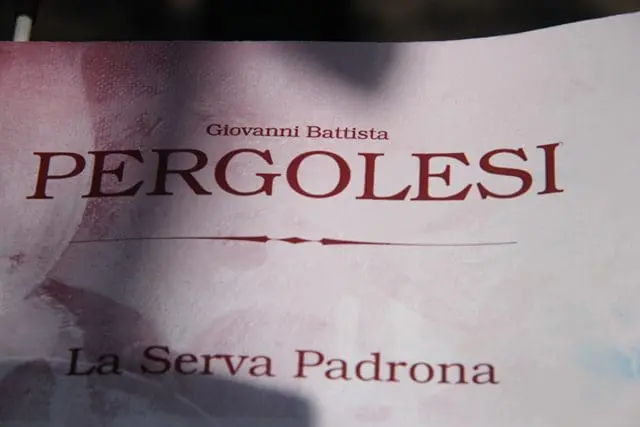 Giovanni Battista
PERGOLESI
La Serva Padrona